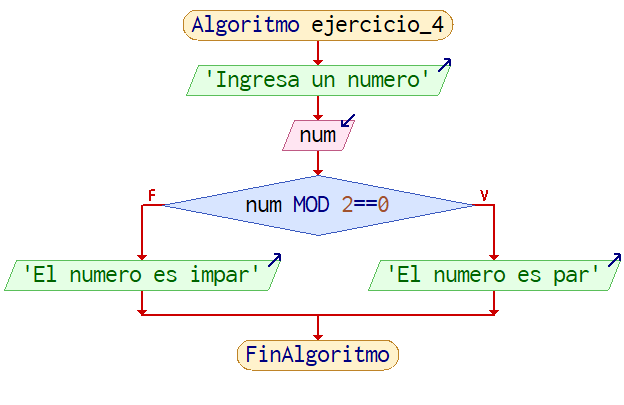 Algoritmo ejercicio_4
'Ingresa un numero'
num
num MOD 2==0
F
V
'El numero es impar'
'El numero es par'
FinAlgoritmo